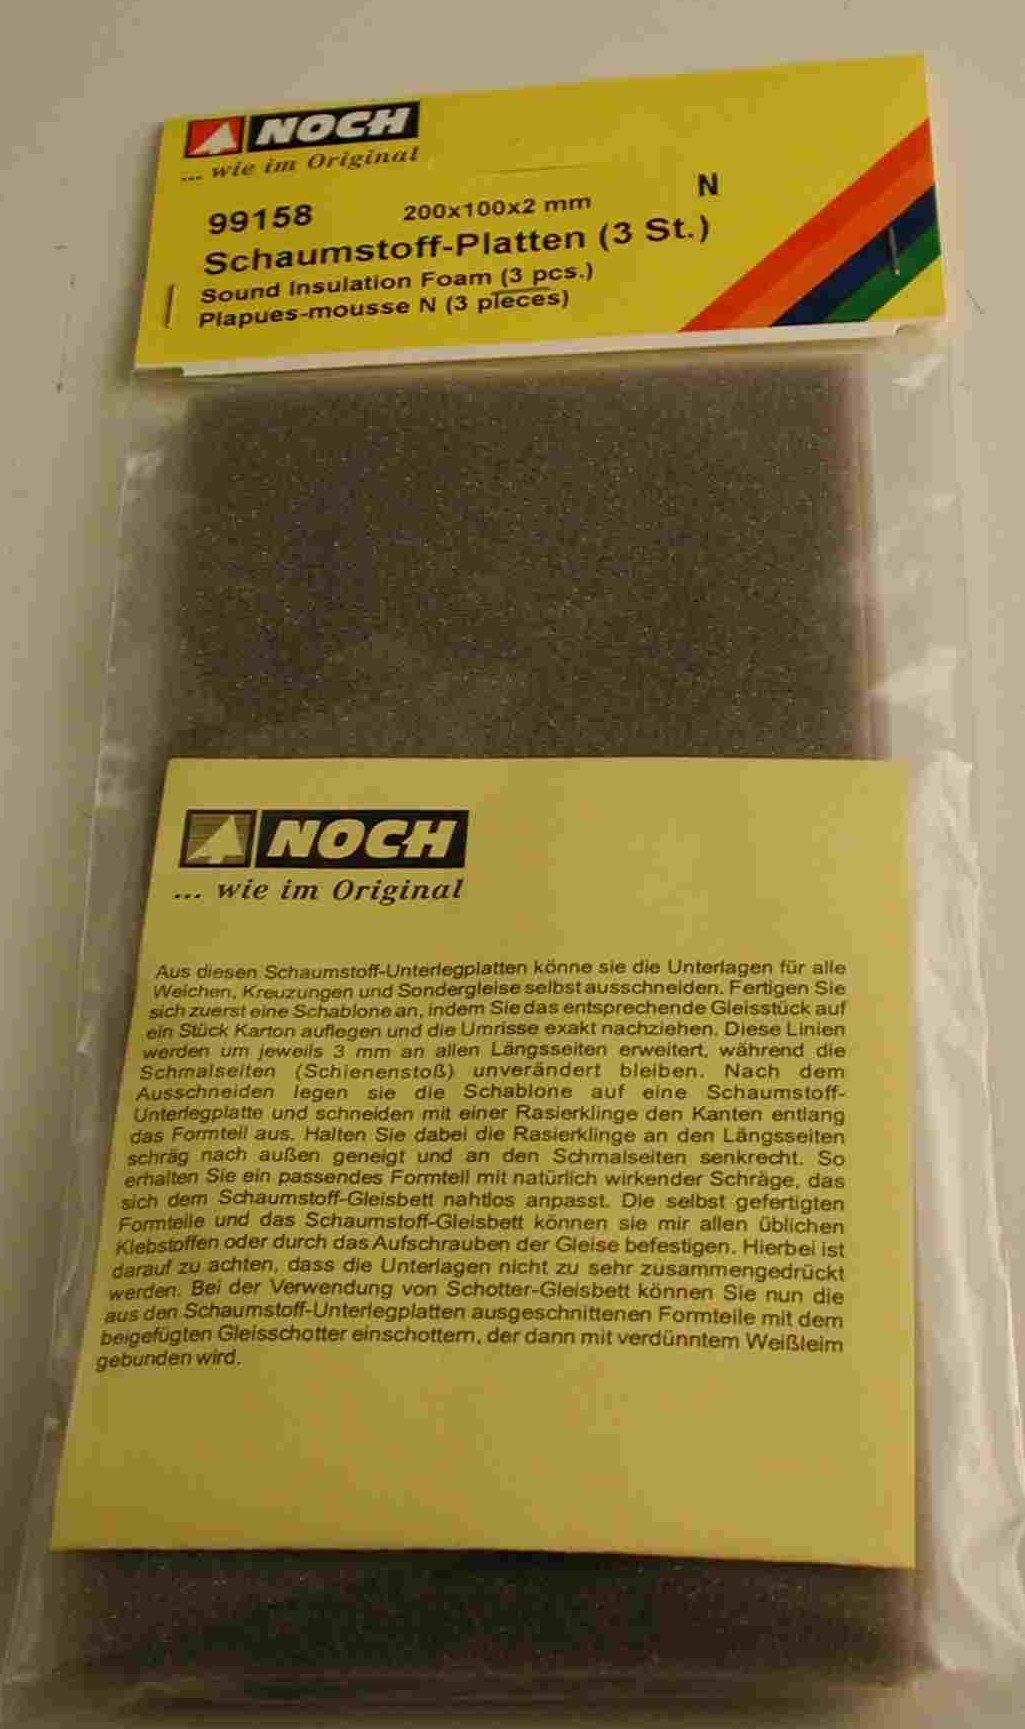 NOCH
... wie im Original
99158 200x100x2 mm N
Schaumstoff-Platten (3 St.)
Sound Insulation Foam (3 pcs.)
Plapues-mousse N (3 pieces)
NOCH
... wie im Original
Aus diesen Schaumstoff-Unterlegplatten könne sie die Unterlagen für alle
Weichen, Kreuzungen und Sondergleise selbst ausschneiden. Fertigen Sie
sich zuerst eine Schablone an, indem Sie das entsprechende Gleisstück auf
ein Stück Karton auflegen und die Umrisse exakt nachziehen. Diese Linien
werden um jeweils 3 mm an allen Längsseiten erweitert, während die
Schmalseiten (Schienenstoß) unverändert bleiben. Nach dem
Ausschneiden legen sie die Schablone auf eine Schaumstoff-
Unterlegplatte und schneiden mit einer Rasierklinge den Kanten entlang
das Formteil aus. Halten Sie dabei die Rasierklinge an den Längsseiten
schräg nach außen geneigt und an den Schmalseiten senkrecht. So
erhalten Sie ein passendes Formteil mit natürlich wirkender Schräge, das
sich dem Schaumstoff-Gleisbett nahtlos anpasst. Die selbst gefertigten
Formteile und das Schaumstoff-Gleisbett können sie mir allen üblichen
Klebstoffen oder durch das Aufschrauben der Gleise befestigen. Hierbei ist
darauf zu achten, dass die Unterlagen nicht zu sehr zusammengedrückt
werden. Bei der Verwendung von Schotter-Gleisbett können Sie nun die
aus den Schaumstoff-Unterlegplatten ausgeschnittenen Formteile mit dem
beigefügten Gleisschotter einschottern, der dann mit verdünntem Weißleim
gebunden wird.